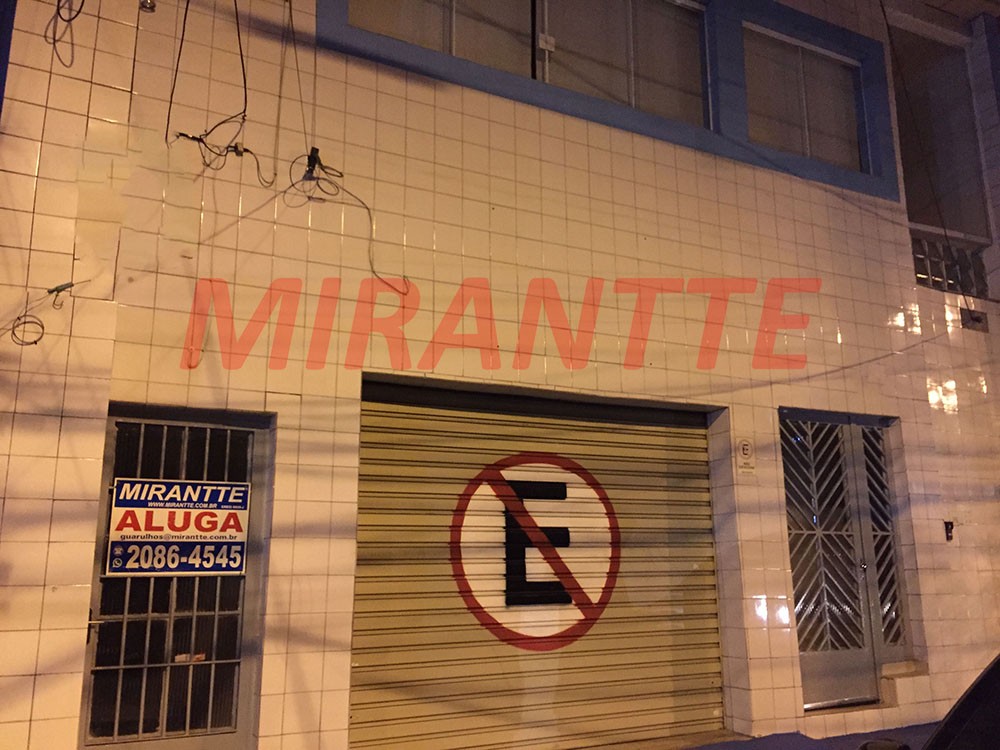 MIRANTTE
MIRANTTE
WWW.MIRANTTE.COM.BR
ALUGA
guarulhos@mirantte.com.br
2086-4545
E
E